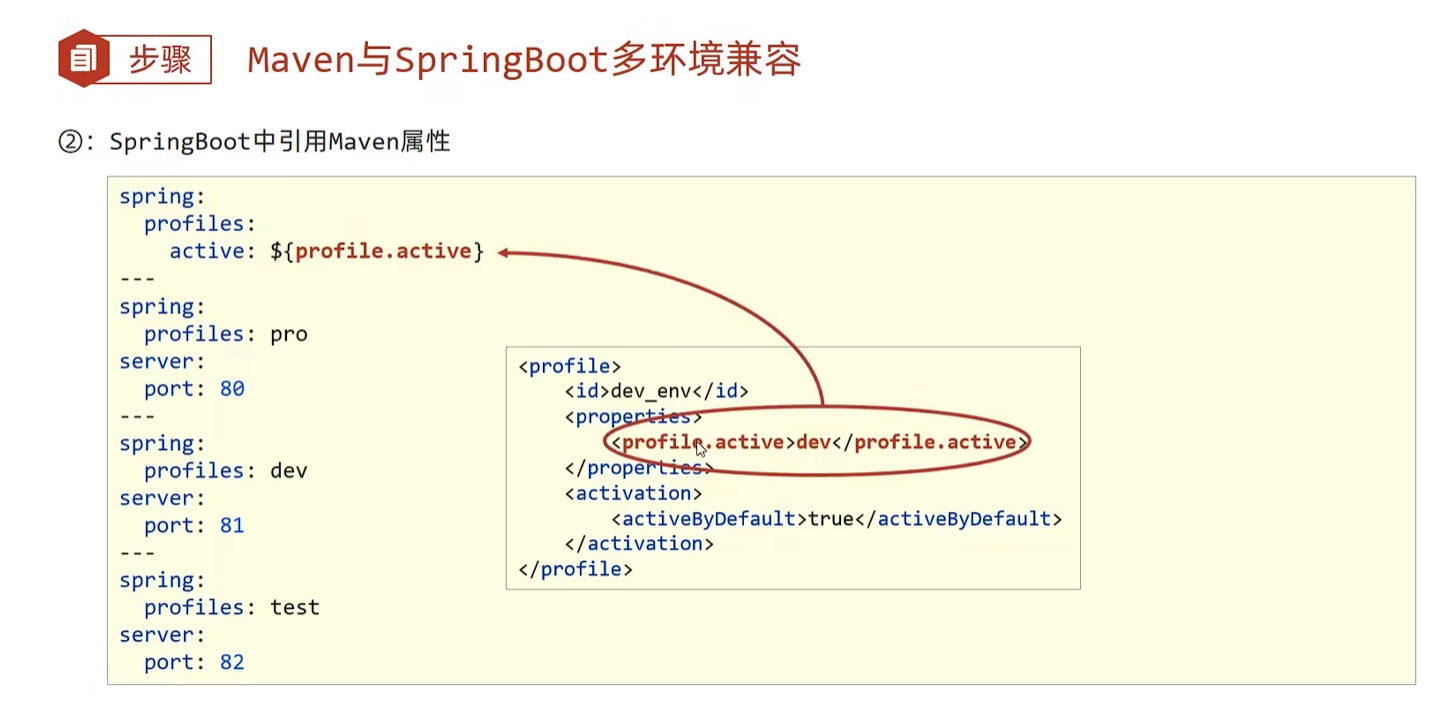 步骤
Maven与SpringBoot多环境兼容
②：SpringBoot中引用Maven属性
spring:
  profiles:
    active: ${profile.active}
---
spring:
  profiles: pro
server:
  port: 80
---
spring:
  profiles: dev
server:
  port: 81
---
spring:
  profiles: test
server:
  port: 82
<profile>
    <id>dev_env</id>
    <properties>
        <profile.active>dev</profile.active>
    </properties>
    <activation>
        <activeByDefault>true</activeByDefault>
    </activation>
</profile>